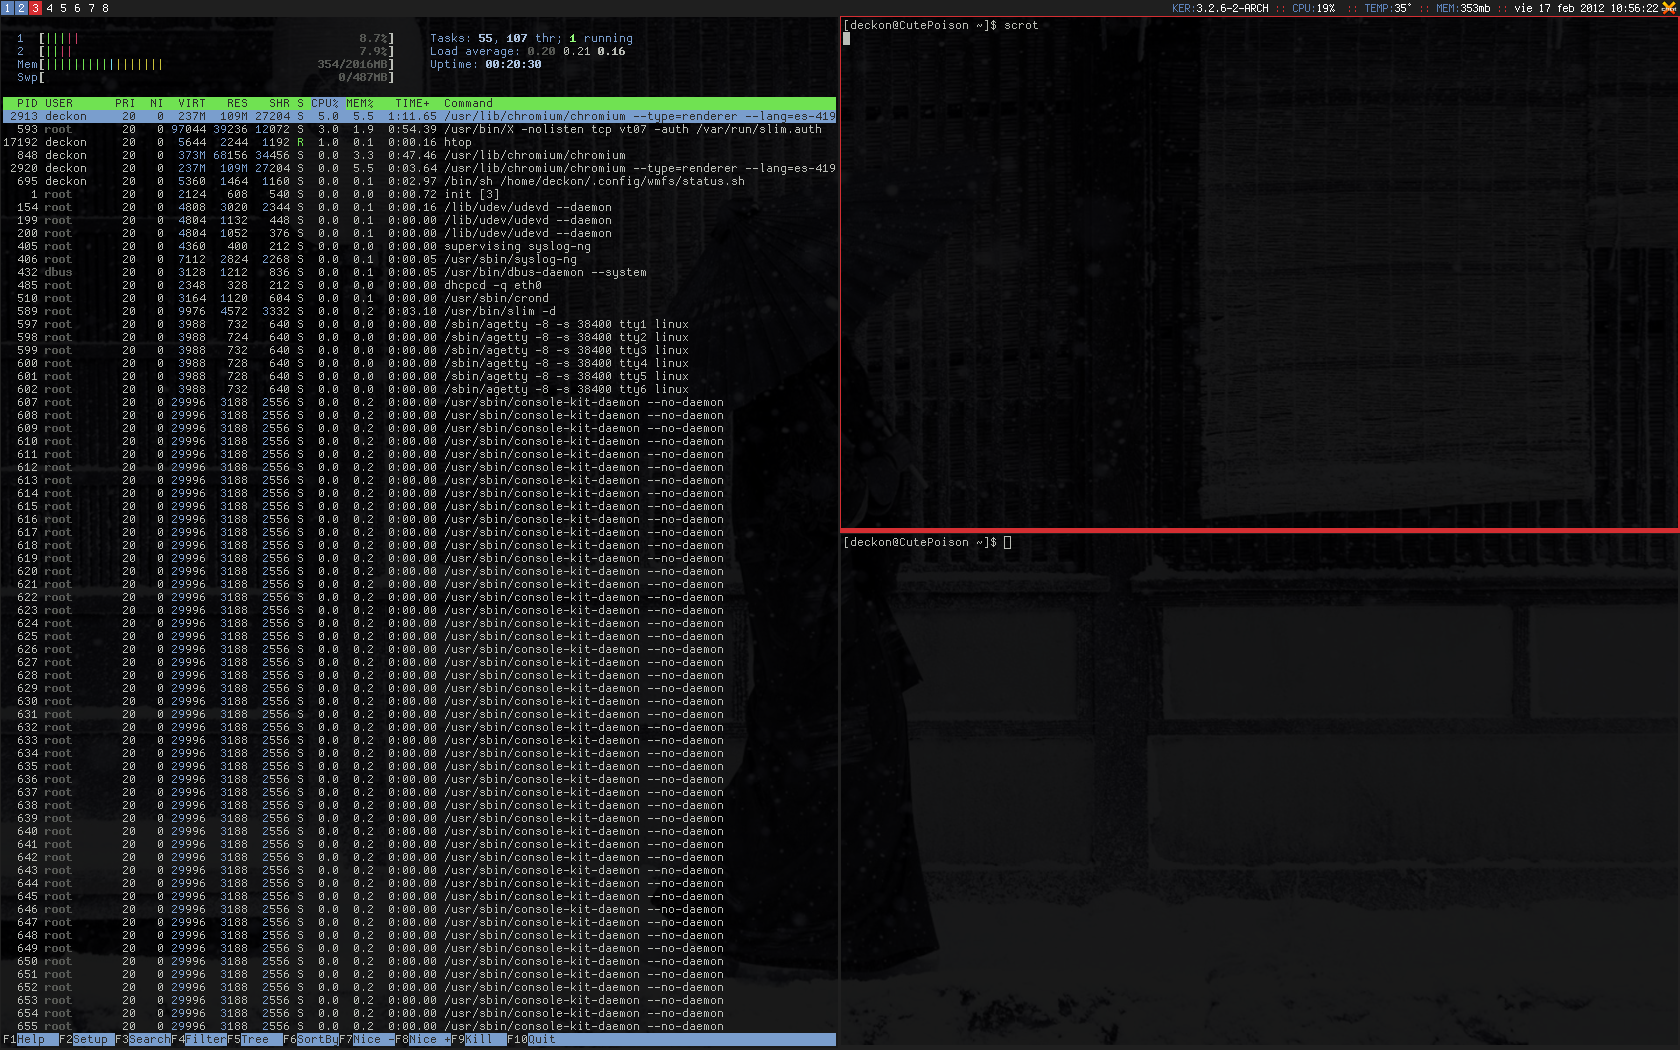 1 2 3 4 5 6 7 8 KER:3.2.6-2-ARCH :: CPU:19% :: TEMP:35° :: MEM:353mb :: vie 17 feb 2012 10:56:22
1 [||||| 8.7%] Tasks: 55, 107 thr; 1 running
2 [|||| 7.9%] Load average: 0.20 0.21 0.16
Mem[||||||||||||||||| 354/2016MB] Uptime: 00:20:30
Swp[ 0/487MB]
PID USER PRI NI VIRT RES SHR S CPU% MEM% TIME+ Command
2913 deckon 20 0 237M 109M 27204 S 5.0 5.5 1:11.65 /usr/lib/chromium/chromium --type=renderer --lang=es-419
593 root 20 0 97044 39236 12072 S 3.0 1.9 0:54.39 /usr/bin/X -nolisten tcp vt07 -auth /var/run/slim.auth
17192 deckon 20 0 5644 2244 1192 R 1.0 0.1 0:00.16 htop
848 deckon 20 0 373M 68156 34456 S 0.0 3.3 0:47.46 /usr/lib/chromium/chromium
2920 deckon 20 0 237M 109M 27204 S 0.0 5.5 0:03.64 /usr/lib/chromium/chromium --type=renderer --lang=es-419
695 deckon 20 0 5360 1464 1160 S 0.0 0.1 0:02.97 /bin/sh /home/deckon/.config/wmfs/status.sh
1 root 20 0 2124 608 540 S 0.0 0.0 0:00.72 init [3]
154 root 20 0 4808 3020 2344 S 0.0 0.1 0:00.16 /lib/udev/udevd --daemon
199 root 20 0 4804 1132 448 S 0.0 0.1 0:00.00 /lib/udev/udevd --daemon
200 root 20 0 4804 1052 376 S 0.0 0.1 0:00.00 /lib/udev/udevd --daemon
405 root 20 0 4360 400 212 S 0.0 0.0 0:00.00 supervising syslog-ng
406 root 20 0 7112 2824 2268 S 0.0 0.1 0:00.05 /usr/sbin/syslog-ng
432 dbus 20 0 3128 1212 836 S 0.0 0.1 0:00.05 /usr/bin/dbus-daemon --system
485 root 20 0 2348 328 212 S 0.0 0.0 0:00.00 dhcpcd -q eth0
510 root 20 0 3164 1120 604 S 0.0 0.1 0:00.00 /usr/sbin/crond
589 root 20 0 9976 4572 3332 S 0.0 0.2 0:03.10 /usr/bin/slim -d
597 root 20 0 3988 732 640 S 0.0 0.0 0:00.00 /sbin/agetty -8 -s 38400 tty1 linux
598 root 20 0 3988 724 640 S 0.0 0.0 0:00.00 /sbin/agetty -8 -s 38400 tty2 linux
599 root 20 0 3988 732 640 S 0.0 0.0 0:00.00 /sbin/agetty -8 -s 38400 tty3 linux
600 root 20 0 3988 728 640 S 0.0 0.0 0:00.00 /sbin/agetty -8 -s 38400 tty4 linux
601 root 20 0 3988 728 640 S 0.0 0.0 0:00.00 /sbin/agetty -8 -s 38400 tty5 linux
602 root 20 0 3988 732 640 S 0.0 0.0 0:00.00 /sbin/agetty -8 -s 38400 tty6 linux
607 root 20 0 29996 3188 2556 S 0.0 0.2 0:00.00 /usr/sbin/console-kit-daemon --no-daemon
608 root 20 0 29996 3188 2556 S 0.0 0.2 0:00.00 /usr/sbin/console-kit-daemon --no-daemon
609 root 20 0 29996 3188 2556 S 0.0 0.2 0:00.00 /usr/sbin/console-kit-daemon --no-daemon
610 root 20 0 29996 3188 2556 S 0.0 0.2 0:00.00 /usr/sbin/console-kit-daemon --no-daemon
611 root 20 0 29996 3188 2556 S 0.0 0.2 0:00.00 /usr/sbin/console-kit-daemon --no-daemon
612 root 20 0 29996 3188 2556 S 0.0 0.2 0:00.00 /usr/sbin/console-kit-daemon --no-daemon
613 root 20 0 29996 3188 2556 S 0.0 0.2 0:00.00 /usr/sbin/console-kit-daemon --no-daemon
614 root 20 0 29996 3188 2556 S 0.0 0.2 0:00.00 /usr/sbin/console-kit-daemon --no-daemon
615 root 20 0 29996 3188 2556 S 0.0 0.2 0:00.00 /usr/sbin/console-kit-daemon --no-daemon
616 root 20 0 29996 3188 2556 S 0.0 0.2 0:00.00 /usr/sbin/console-kit-daemon --no-daemon
617 root 20 0 29996 3188 2556 S 0.0 0.2 0:00.00 /usr/sbin/console-kit-daemon --no-daemon
618 root 20 0 29996 3188 2556 S 0.0 0.2 0:00.00 /usr/sbin/console-kit-daemon --no-daemon
619 root 20 0 29996 3188 2556 S 0.0 0.2 0:00.00 /usr/sbin/console-kit-daemon --no-daemon
620 root 20 0 29996 3188 2556 S 0.0 0.2 0:00.00 /usr/sbin/console-kit-daemon --no-daemon
621 root 20 0 29996 3188 2556 S 0.0 0.2 0:00.00 /usr/sbin/console-kit-daemon --no-daemon
622 root 20 0 29996 3188 2556 S 0.0 0.2 0:00.00 /usr/sbin/console-kit-daemon --no-daemon
623 root 20 0 29996 3188 2556 S 0.0 0.2 0:00.00 /usr/sbin/console-kit-daemon --no-daemon
624 root 20 0 29996 3188 2556 S 0.0 0.2 0:00.00 /usr/sbin/console-kit-daemon --no-daemon
625 root 20 0 29996 3188 2556 S 0.0 0.2 0:00.00 /usr/sbin/console-kit-daemon --no-daemon
626 root 20 0 29996 3188 2556 S 0.0 0.2 0:00.00 /usr/sbin/console-kit-daemon --no-daemon
627 root 20 0 29996 3188 2556 S 0.0 0.2 0:00.00 /usr/sbin/console-kit-daemon --no-daemon
628 root 20 0 29996 3188 2556 S 0.0 0.2 0:00.00 /usr/sbin/console-kit-daemon --no-daemon
629 root 20 0 29996 3188 2556 S 0.0 0.2 0:00.00 /usr/sbin/console-kit-daemon --no-daemon
630 root 20 0 29996 3188 2556 S 0.0 0.2 0:00.00 /usr/sbin/console-kit-daemon --no-daemon
631 root 20 0 29996 3188 2556 S 0.0 0.2 0:00.00 /usr/sbin/console-kit-daemon --no-daemon
632 root 20 0 29996 3188 2556 S 0.0 0.2 0:00.00 /usr/sbin/console-kit-daemon --no-daemon
633 root 20 0 29996 3188 2556 S 0.0 0.2 0:00.00 /usr/sbin/console-kit-daemon --no-daemon
634 root 20 0 29996 3188 2556 S 0.0 0.2 0:00.00 /usr/sbin/console-kit-daemon --no-daemon
635 root 20 0 29996 3188 2556 S 0.0 0.2 0:00.00 /usr/sbin/console-kit-daemon --no-daemon
636 root 20 0 29996 3188 2556 S 0.0 0.2 0:00.00 /usr/sbin/console-kit-daemon --no-daemon
637 root 20 0 29996 3188 2556 S 0.0 0.2 0:00.00 /usr/sbin/console-kit-daemon --no-daemon
638 root 20 0 29996 3188 2556 S 0.0 0.2 0:00.00 /usr/sbin/console-kit-daemon --no-daemon
639 root 20 0 29996 3188 2556 S 0.0 0.2 0:00.00 /usr/sbin/console-kit-daemon --no-daemon
640 root 20 0 29996 3188 2556 S 0.0 0.2 0:00.00 /usr/sbin/console-kit-daemon --no-daemon
641 root 20 0 29996 3188 2556 S 0.0 0.2 0:00.00 /usr/sbin/console-kit-daemon --no-daemon
642 root 20 0 29996 3188 2556 S 0.0 0.2 0:00.00 /usr/sbin/console-kit-daemon --no-daemon
643 root 20 0 29996 3188 2556 S 0.0 0.2 0:00.00 /usr/sbin/console-kit-daemon --no-daemon
644 root 20 0 29996 3188 2556 S 0.0 0.2 0:00.00 /usr/sbin/console-kit-daemon --no-daemon
645 root 20 0 29996 3188 2556 S 0.0 0.2 0:00.00 /usr/sbin/console-kit-daemon --no-daemon
646 root 20 0 29996 3188 2556 S 0.0 0.2 0:00.00 /usr/sbin/console-kit-daemon --no-daemon
647 root 20 0 29996 3188 2556 S 0.0 0.2 0:00.00 /usr/sbin/console-kit-daemon --no-daemon
648 root 20 0 29996 3188 2556 S 0.0 0.2 0:00.00 /usr/sbin/console-kit-daemon --no-daemon
649 root 20 0 29996 3188 2556 S 0.0 0.2 0:00.00 /usr/sbin/console-kit-daemon --no-daemon
650 root 20 0 29996 3188 2556 S 0.0 0.2 0:00.00 /usr/sbin/console-kit-daemon --no-daemon
651 root 20 0 29996 3188 2556 S 0.0 0.2 0:00.00 /usr/sbin/console-kit-daemon --no-daemon
652 root 20 0 29996 3188 2556 S 0.0 0.2 0:00.00 /usr/sbin/console-kit-daemon --no-daemon
653 root 20 0 29996 3188 2556 S 0.0 0.2 0:00.00 /usr/sbin/console-kit-daemon --no-daemon
654 root 20 0 29996 3188 2556 S 0.0 0.2 0:00.00 /usr/sbin/console-kit-daemon --no-daemon
655 root 20 0 29996 3188 2556 S 0.0 0.2 0:00.00 /usr/sbin/console-kit-daemon --no-daemon
F1Help F2Setup F3SearchF4FilterF5Tree F6SortByF7Nice -F8Nice +F9Kill F10Quit
[deckon@CutePoison ~]$ scrot
[deckon@CutePoison ~]$